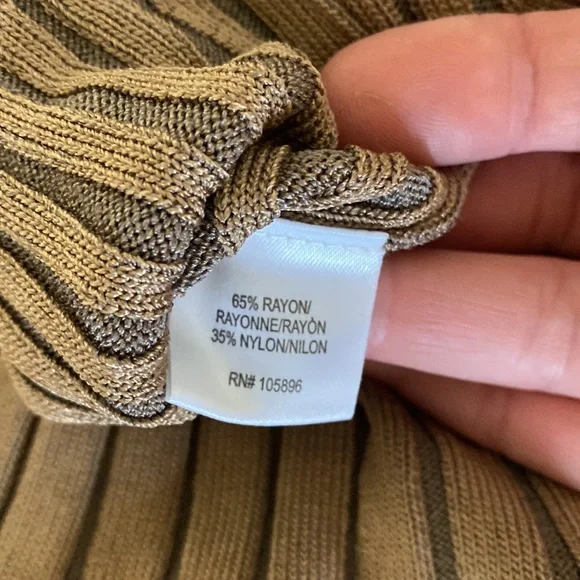 65% RAYON/
RAYONNE/RAYÒN
35% NYLON/NILON
RN# 105896